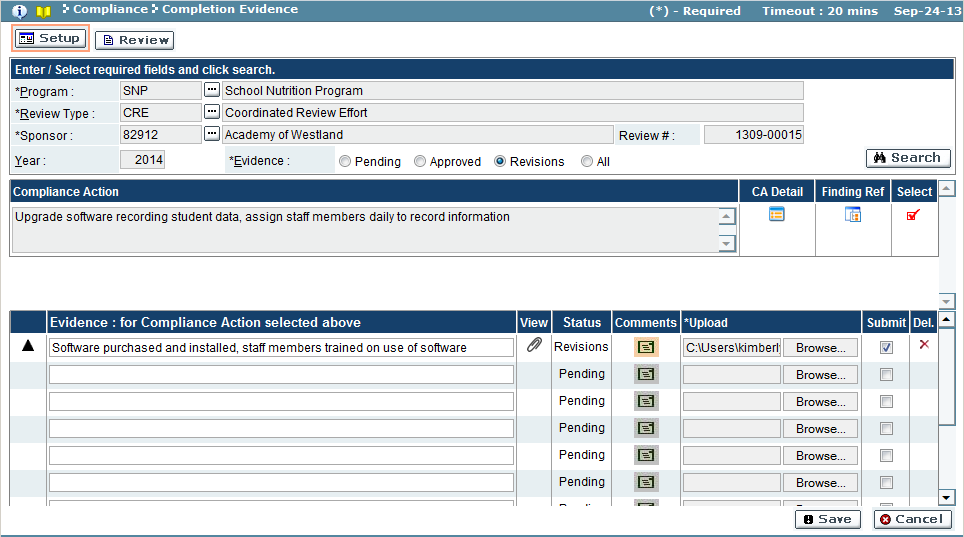 Compliance Completion Evidence (*) - Required Timeout : 20 mins Sep-24-13
Setup Review
Enter / Select required fields and click search.
*Program : SNP ... School Nutrition Program
*Review Type : CRE ... Coordinated Review Effort
*Sponsor : 82912 ... Academy of Westland Review # : 1309-00015
Year : 2014 *Evidence : Pending Approved Revisions All Search
Compliance Action CA Detail Finding Ref Select
Upgrade software recording student data, assign staff members daily to record information
Evidence : for Compliance Action selected above View Status Comments *Upload Submit Del.
Software purchased and installed, staff members trained on use of software Revisions C:\Users\kimberl Browse...
Pending Browse...
Pending Browse...
Pending Browse...
Pending Browse...
Pending Browse...
Save Cancel